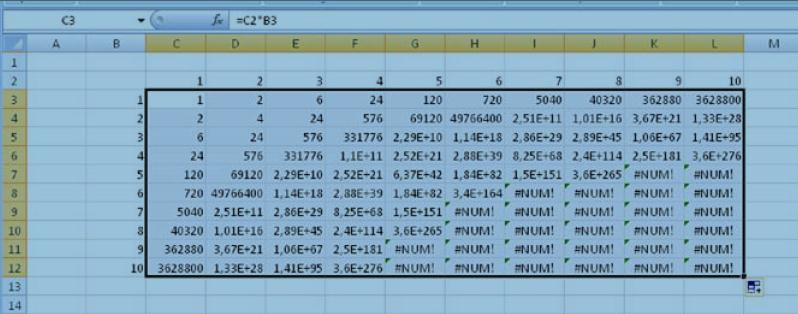 C3 fx =C2*B3
A B C D E F G H I J K L M
1
2 1 2 3 4 5 6 7 8 9 10
3 1 1 2 6 24 120 720 5040 40320 362880 3628800
4 2 2 4 24 576 69120 49766400 2,51E+11 1,01E+16 3,67E+21 1,33E+28
5 3 6 24 576 331776 2,29E+10 1,14E+18 2,86E+29 2,89E+45 1,06E+67 1,41E+95
6 4 24 576 331776 1,1E+11 2,52E+21 2,88E+39 8,25E+68 2,4E+114 2,5E+181 3,6E+276
7 5 120 69120 2,29E+10 2,52E+21 6,37E+42 1,84E+82 1,5E+151 3,6E+265 #NUM! #NUM!
8 6 720 49766400 1,14E+18 2,88E+39 1,84E+82 3,4E+164 #NUM! #NUM! #NUM! #NUM!
9 7 5040 2,51E+11 2,86E+29 8,25E+68 1,5E+151 #NUM! #NUM! #NUM! #NUM! #NUM!
10 8 40320 1,01E+16 2,89E+45 2,4E+114 3,6E+265 #NUM! #NUM! #NUM! #NUM! #NUM!
11 9 362880 3,67E+21 1,06E+67 2,5E+181 #NUM! #NUM! #NUM! #NUM! #NUM! #NUM!
12 10 3628800 1,33E+28 1,41E+95 3,6E+276 #NUM! #NUM! #NUM! #NUM! #NUM! #NUM!
13
14